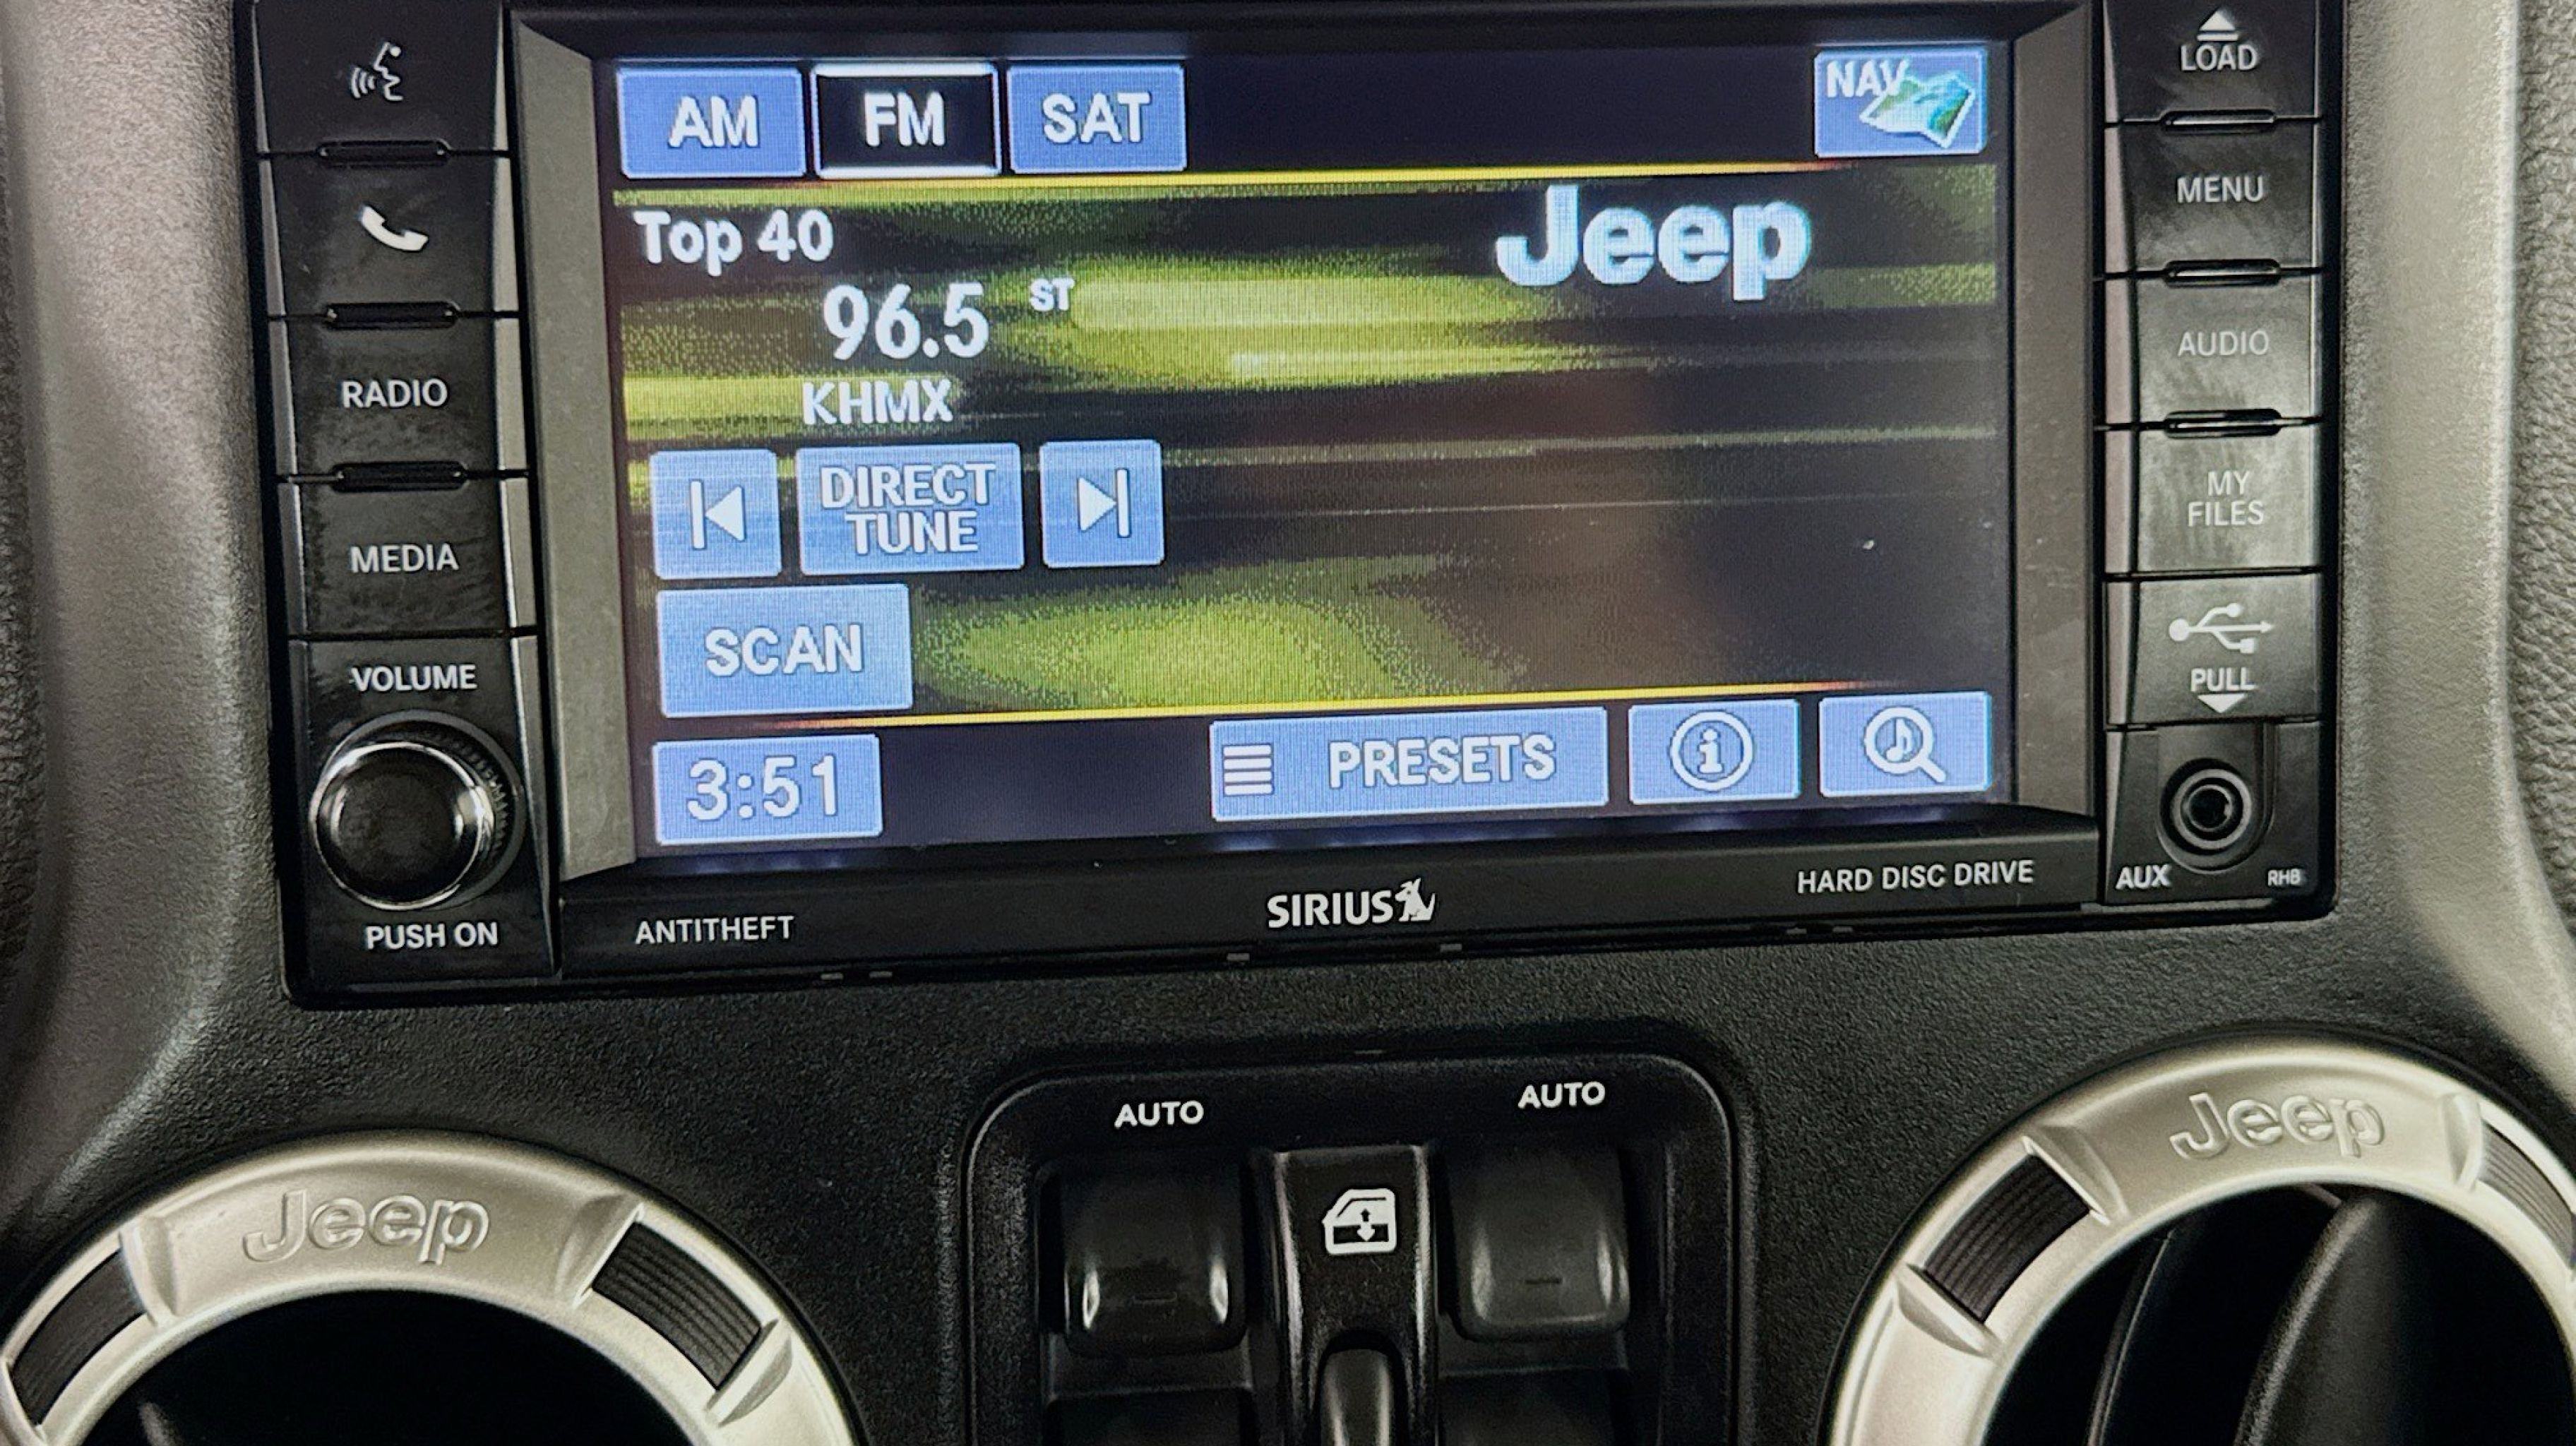 LOAD
AM FM SAT NAV
MENU
Top 40
Jeep
96.5 ST
AUDIO
RADIO
KHMX
DIRECT
TUNE
MY
FILES
MEDIA
SCAN
VOLUME
PULL
3:51
PRESETS
i
AUX RHB
HARD DISC DRIVE
SIRIUS
ANTITHEFT
PUSH ON
AUTO AUTO
Jeep
Jeep